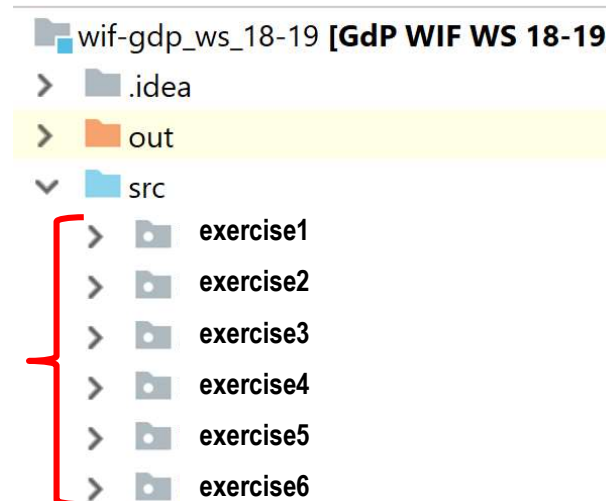 wif-gdp_ws_18-19 [GdP WIF WS 18-19
.idea
out
src
exercise1
exercise2
exercise3
exercise4
exercise5
exercise6